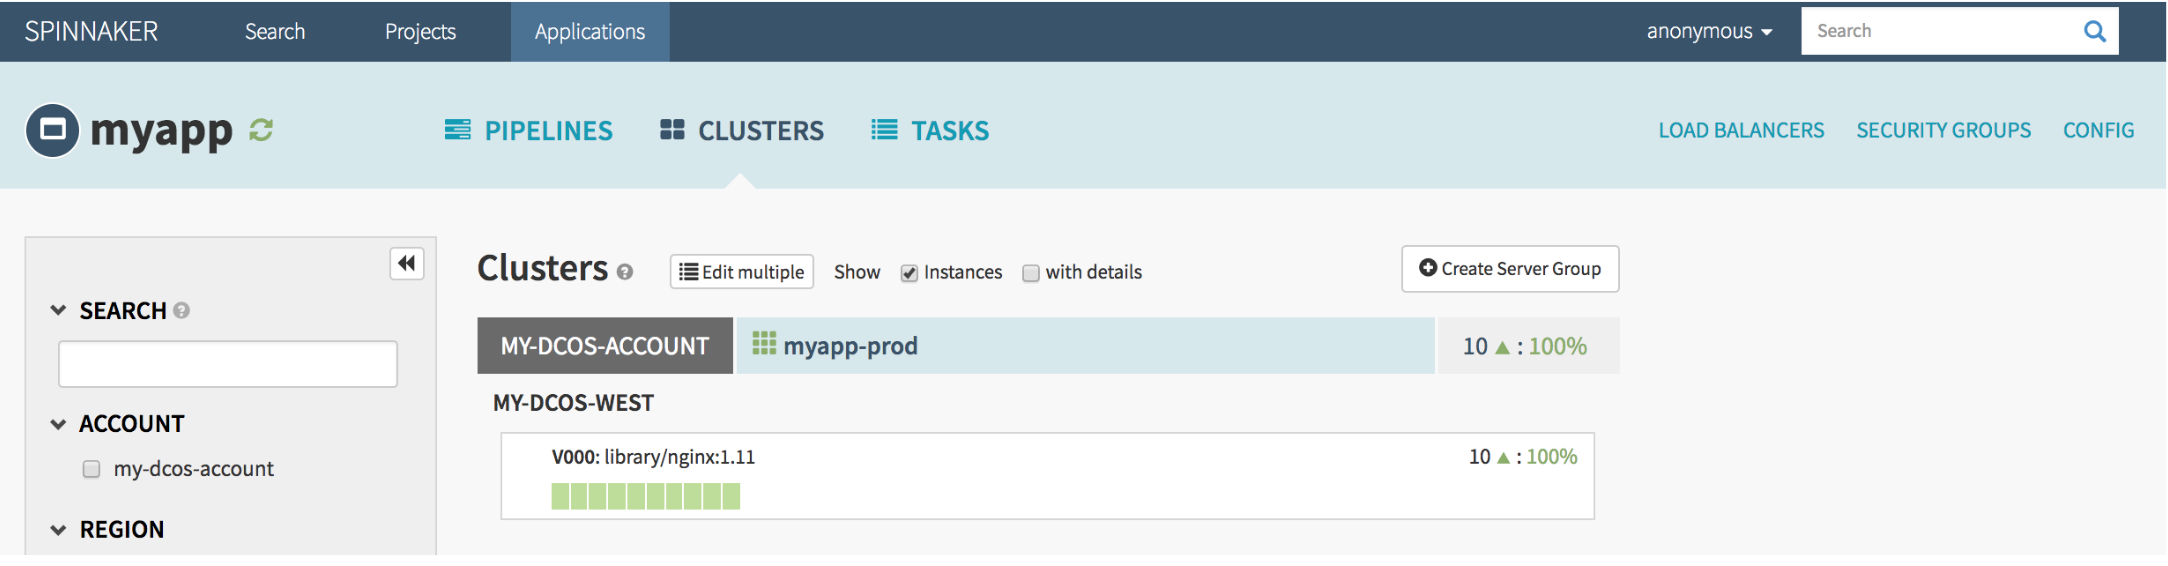 SPINNAKER Search Projects Applications anonymous Search
myapp PIPELINES CLUSTERS TASKS LOAD BALANCERS SECURITY GROUPS CONFIG
Clusters ? Edit multiple Show Instances with details Create Server Group
SEARCH ?
MY-DCOS-ACCOUNT myapp-prod 10 ▲ : 100%
MY-DCOS-WEST
ACCOUNT
V000: library/nginx:1.11 10 ▲ : 100%
my-dcos-account
REGION